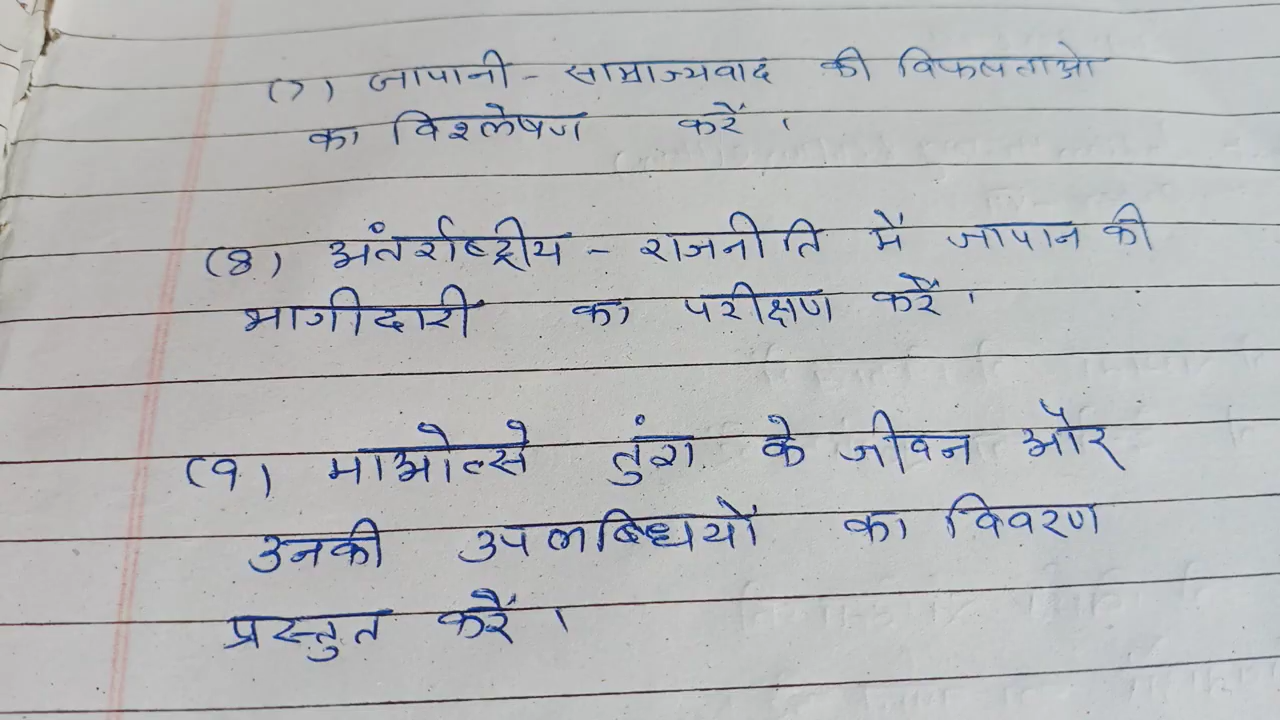 (7) जापानी - साम्राज्यवाद की विफलताओ
का विश्लेषण करें ।
(8) अंतर्राष्ट्रीय - राजनीति में जापान की
भागीदारी का परीक्षण करें ।
(9) माओत्से तुंग के जीवन और
उनकी उपलब्धियों का विवरण
प्रस्तुत करें ।